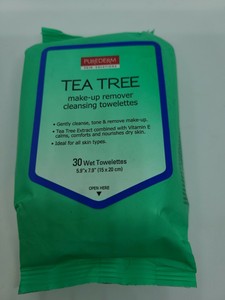 PUREDERM
SKIN SOLUTIONS
TEA TREE
make-up remover
cleansing towelettes
• Gently cleanse, tone & remove make-up.
• Tea Tree Extract combined with Vitamin E
calms, comforts and nourishes dry skin.
• Ideal for all skin types.
30 Wet Towelettes
5.9"x 7.9" (15 x 20 cm)
OPEN HERE